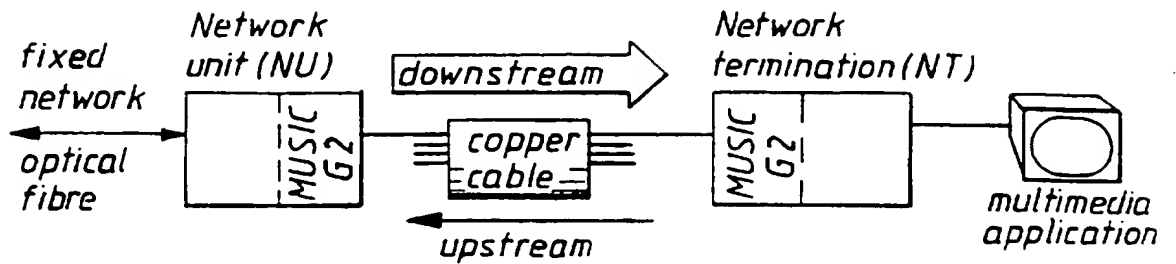 fixed
network
optical
fibre
Network
unit (NU)
MUSIC
G2
downstream
copper
cable
upstream
Network
termination (NT)
MUSIC
G2
multimedia
application